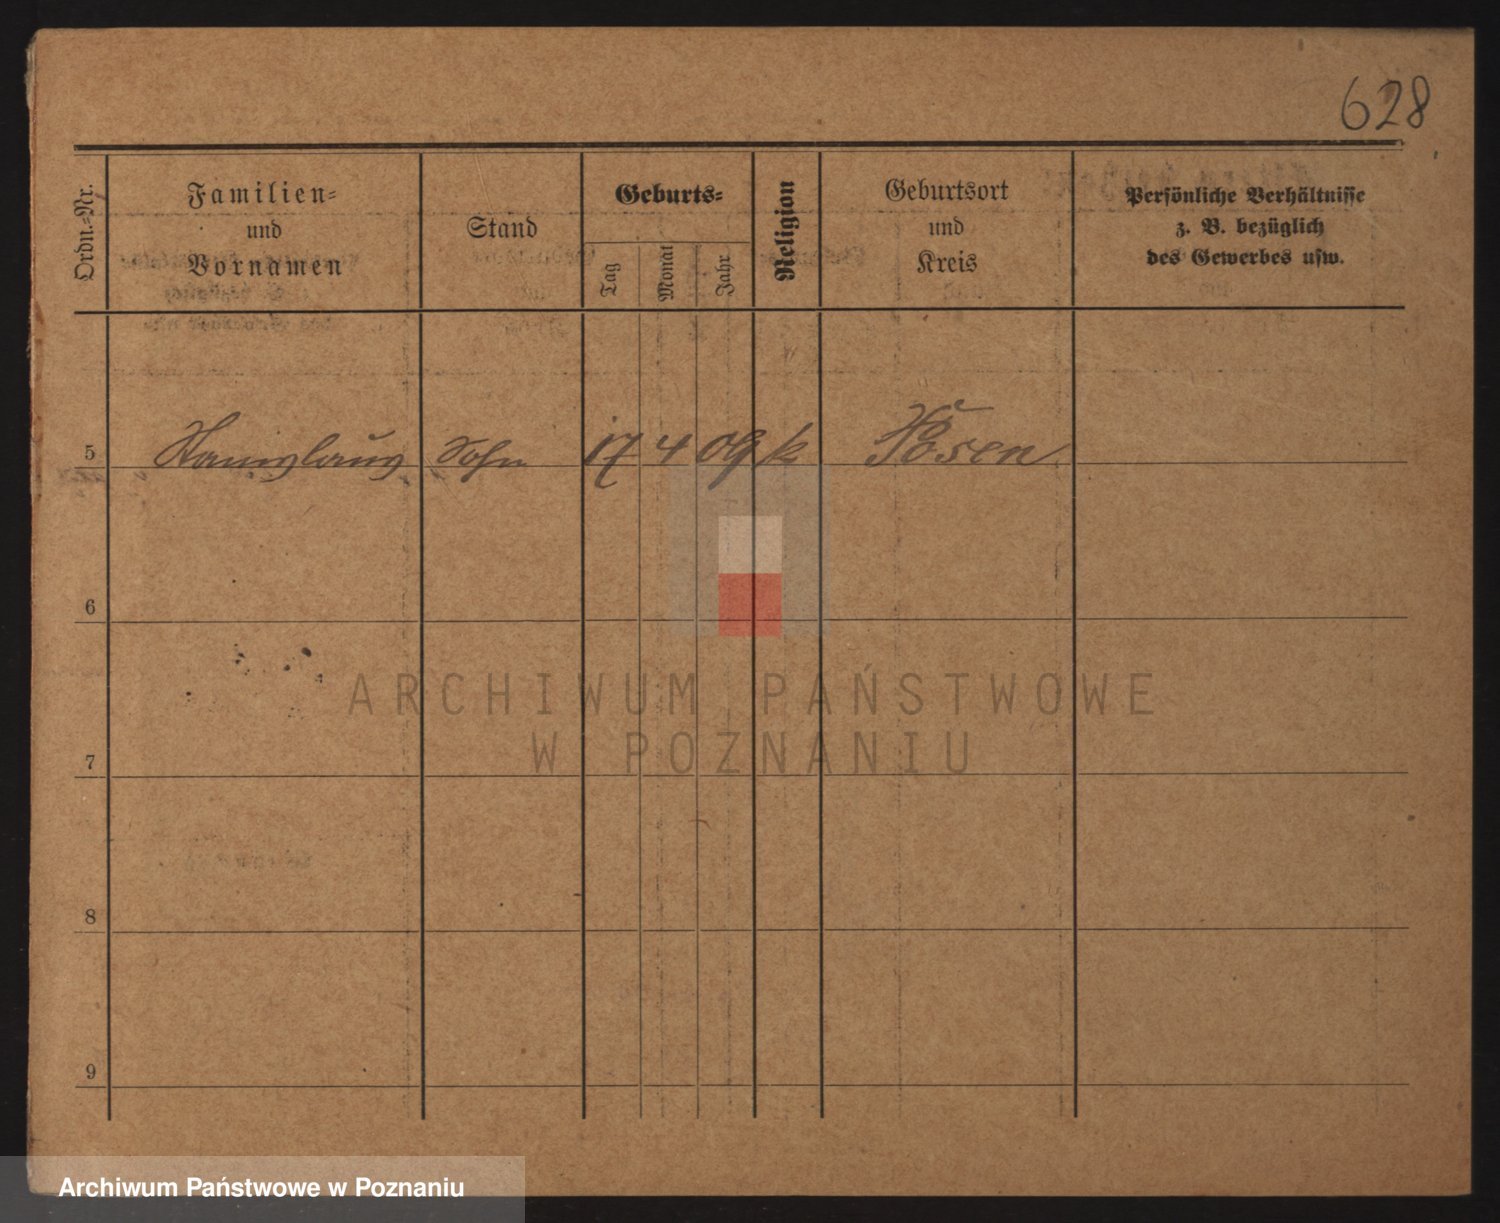 628
Ordn.-Nr.
Familien-
und
Vornamen
Stand
Geburts-
Tag
Monat
Jahr
Religion
Geburtsort
und
Kreis
Persönliche Verhältnisse
z. B. bezüglich
des Gewerbes usw.
5 Stanislaus Sohn 17 4 09 k Posen
6
7
8
9
ARCHIWUM PAŃSTWOWE
W POZNANIU
Archiwum Państwowe w Poznaniu